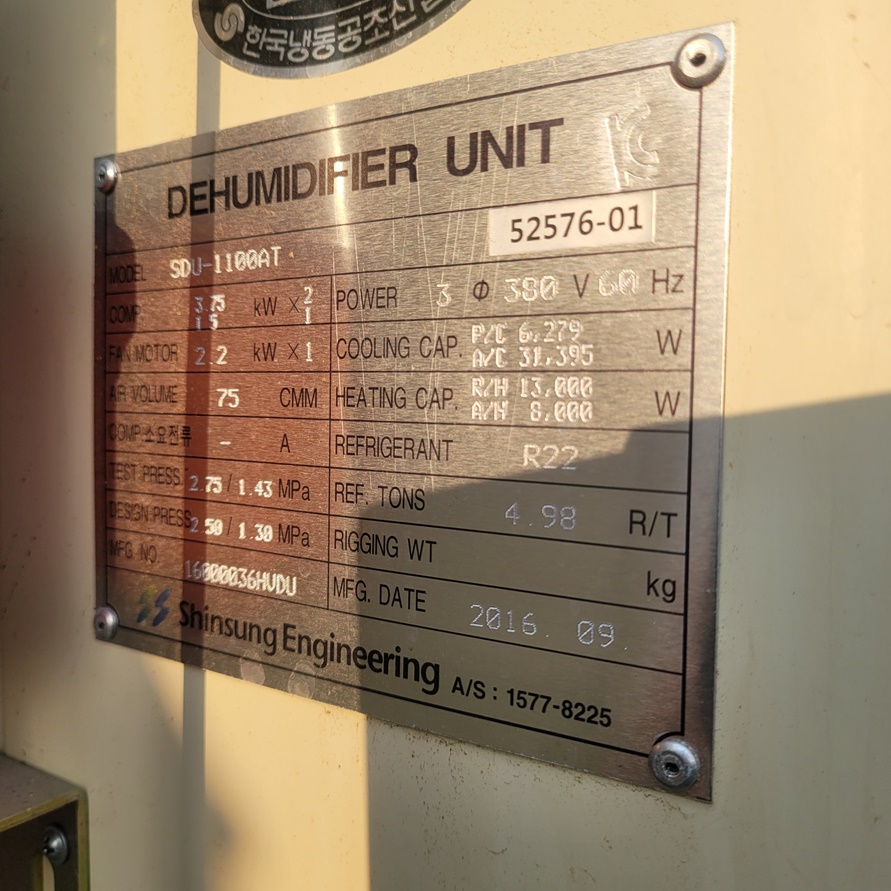 한국냉동공조산업
DEHUMIDIFIER UNIT
52576-01
MODEL SDU-1100AT
COMP. 3.75 kW X 2
1.5 1
POWER 3 Φ 380 V 60 Hz
FAN MOTOR 2.2 kW X 1
COOLING CAP. P/C 6,279 W
A/C 31,395
AIR VOLUME 75 CMM
HEATING CAP. R/H 13,000 W
A/H 8,000
COMP 소요전류 - A
REFRIGERANT R22
TEST PRESS. 2.75 / 1.43 MPa
REF. TONS 4.98 R/T
DESIGN PRESS 2.50 / 1.30 MPa
RIGGING WT kg
MFG. NO 16000036HVDU
MFG. DATE 2016. 09.
Shinsung Engineering A/S : 1577-8225